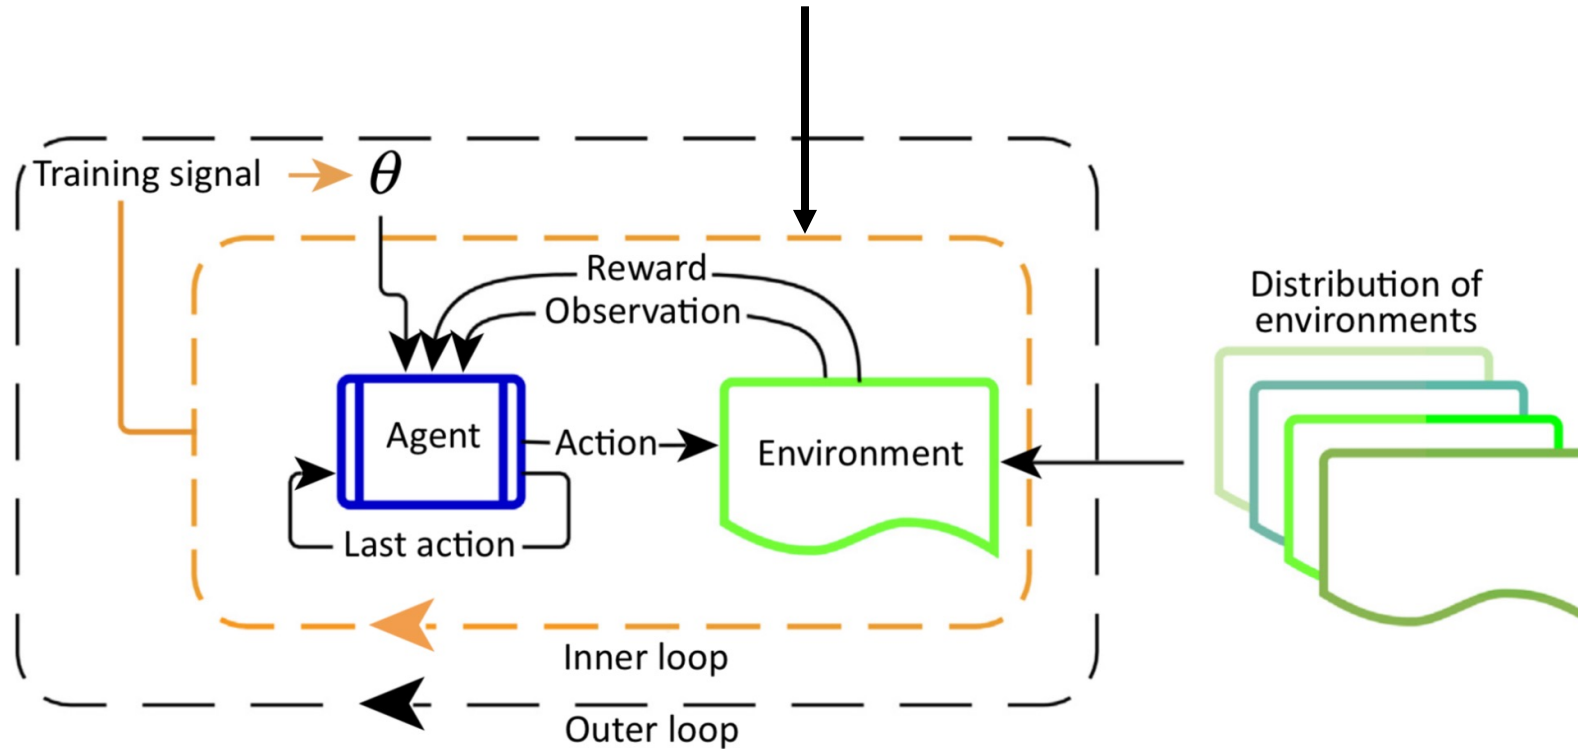 Training signal
θ
Reward
Observation
Distribution of
environments
Agent
Action
Environment
Last action
Inner loop
Outer loop